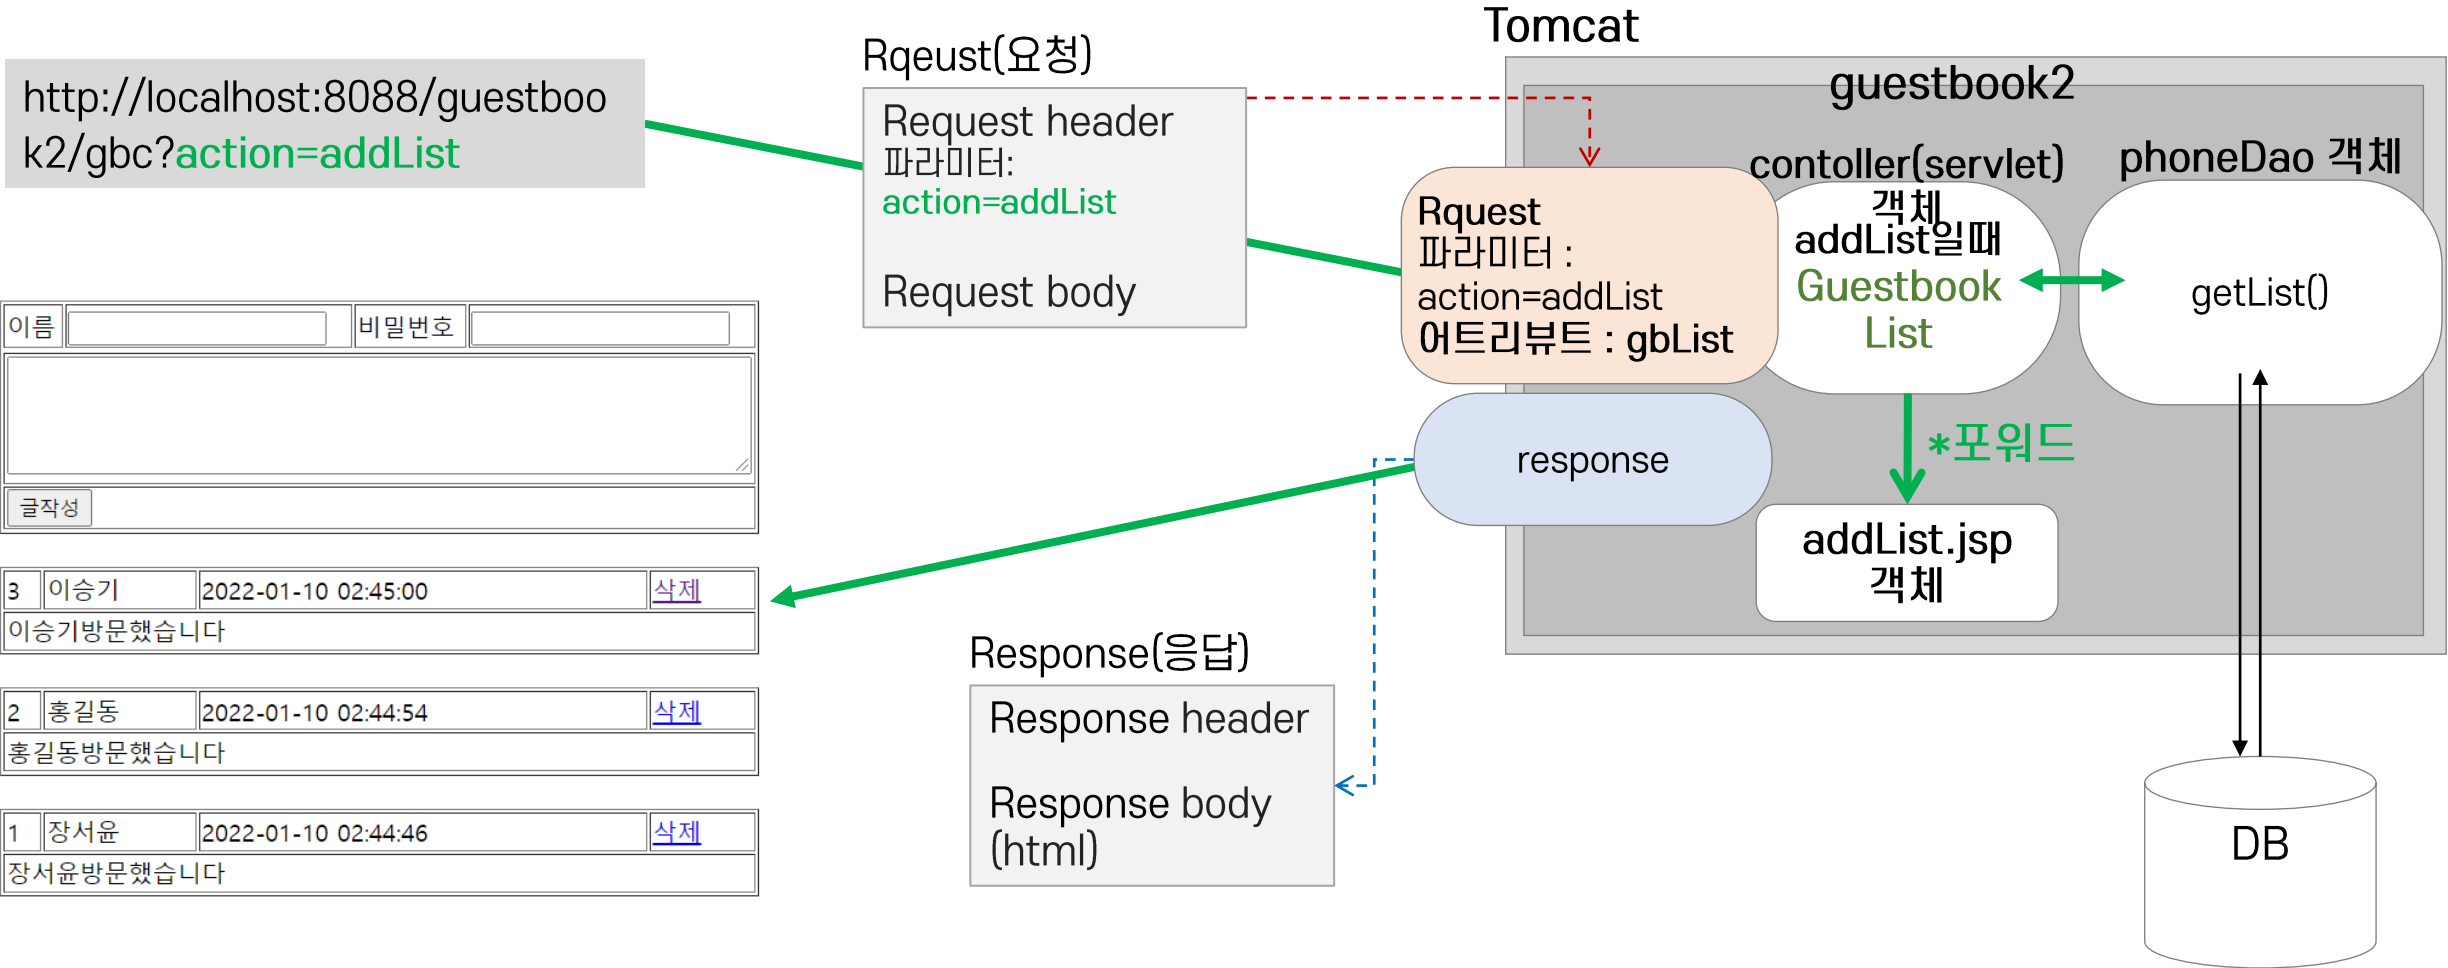 http://localhost:8088/guestboo
k2/gbc?action=addList
Rqeust(요청)
Request header
파라미터:
action=addList
Request body
Tomcat
guestbook2
contoller(servlet)
객체
addList일때
Guestbook
List
phoneDao 객체
getList()
Rquest
파라미터 :
action=addList
어트리뷰트 : gbList
response
*포워드
addList.jsp
객체
DB
Response(응답)
Response header
Response body
(html)
이름 비밀번호
글작성
3 이승기 2022-01-10 02:45:00 삭제
이승기방문했습니다
2 홍길동 2022-01-10 02:44:54 삭제
홍길동방문했습니다
1 장서윤 2022-01-10 02:44:46 삭제
장서윤방문했습니다